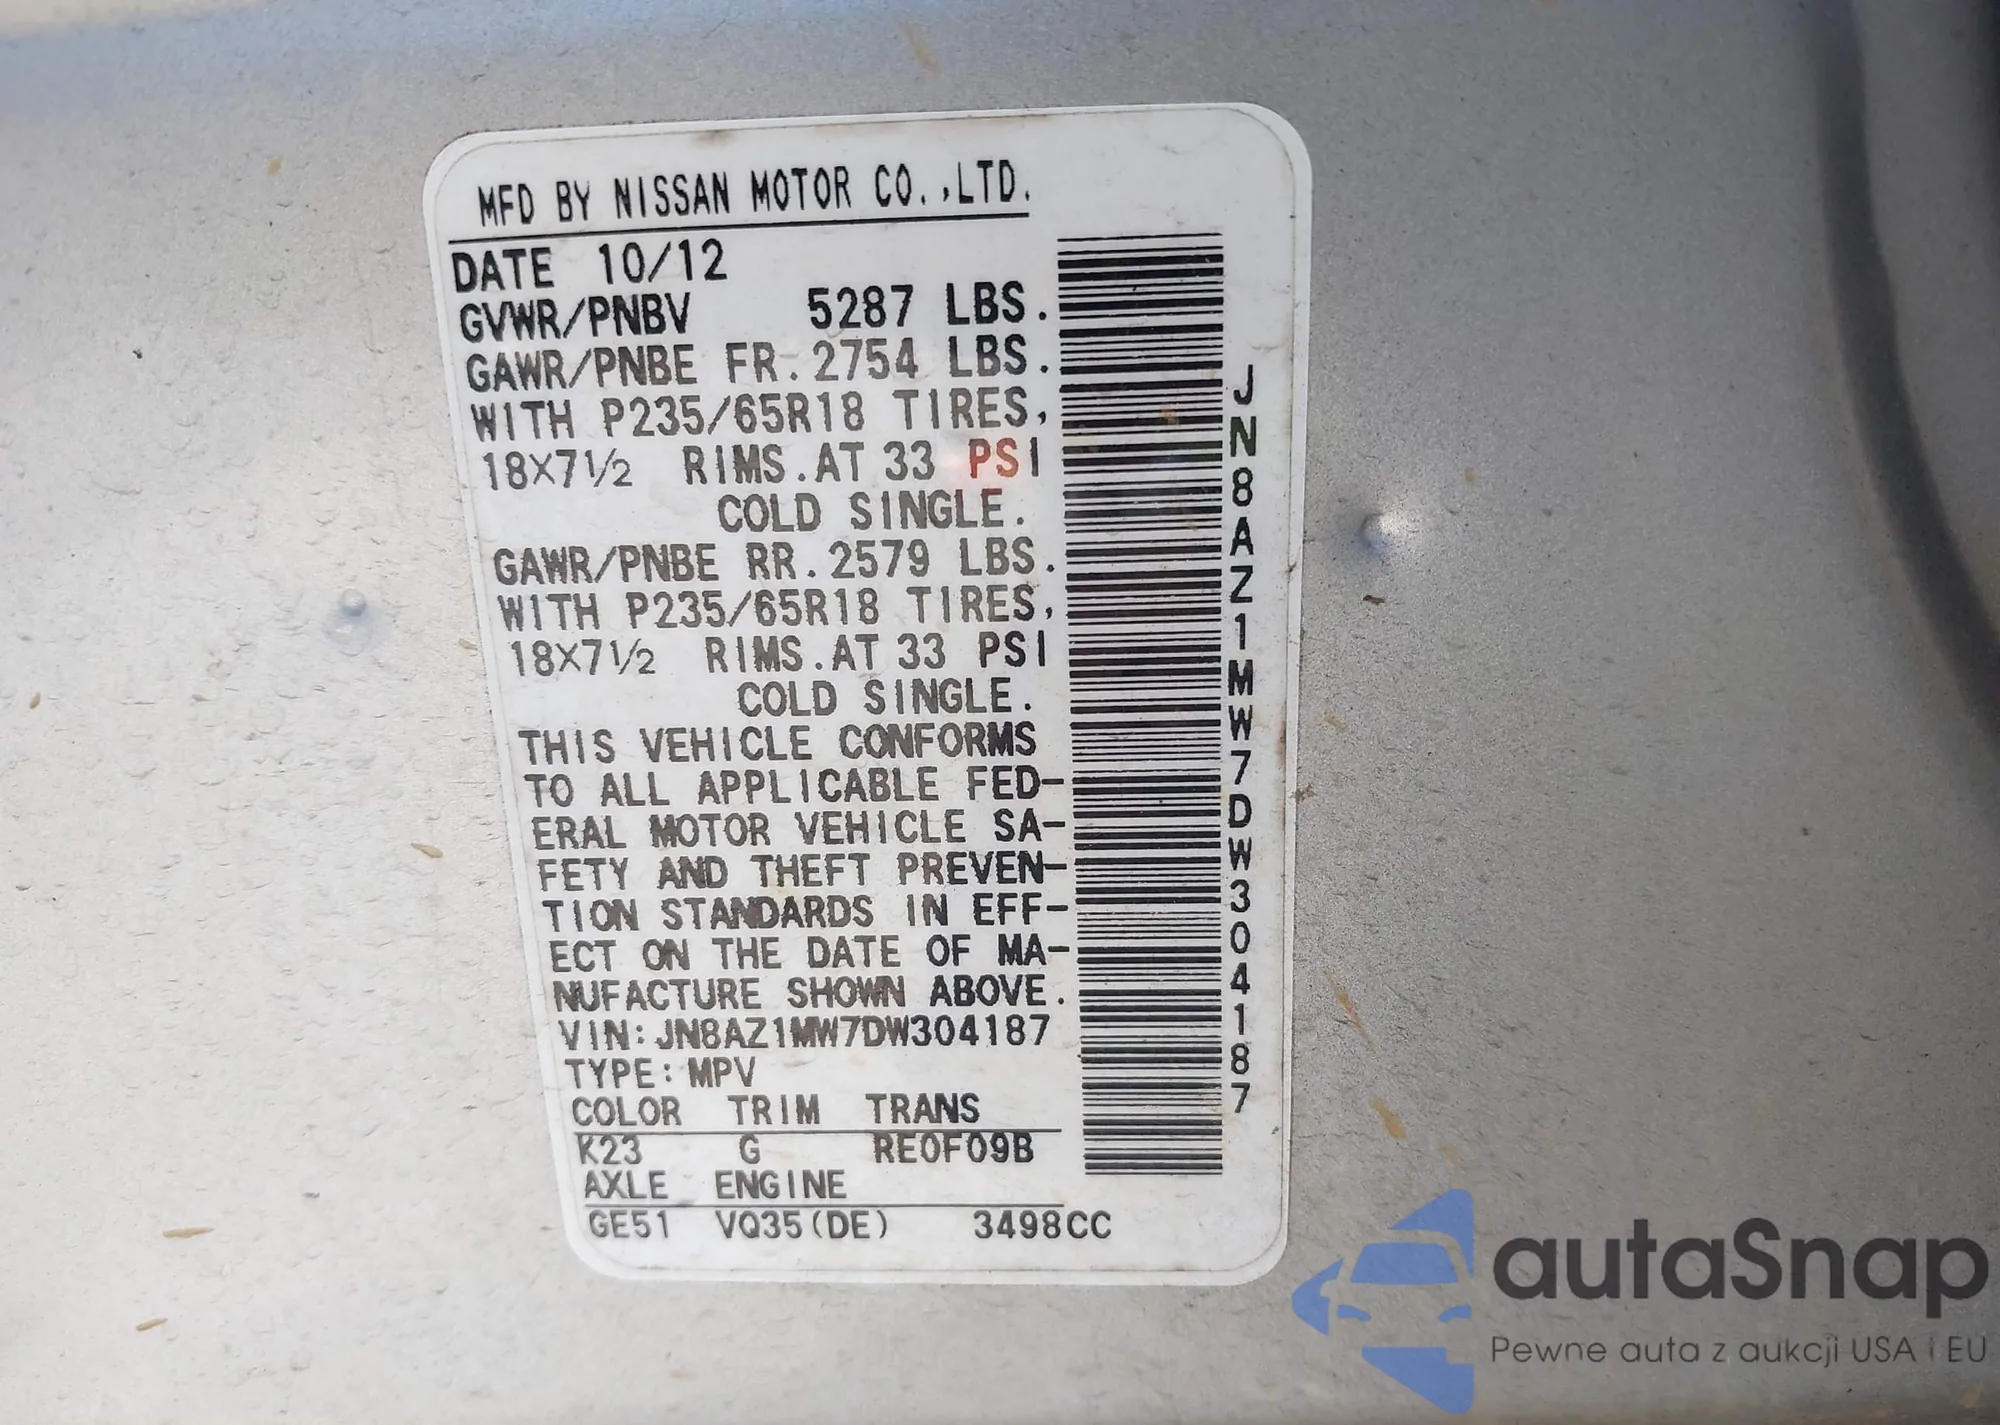 MFD BY NISSAN MOTOR CO.,LTD.
DATE 10/12
GVWR/PNBV 5287 LBS.
GAWR/PNBE FR. 2754 LBS.
WITH P235/65R18 TIRES,
18X7½ RIMS.AT 33 PSI
COLD SINGLE.
GAWR/PNBE RR. 2579 LBS.
WITH P235/65R18 TIRES,
18X7½ RIMS.AT 33 PSI
COLD SINGLE.
THIS VEHICLE CONFORMS
TO ALL APPLICABLE FED-
ERAL MOTOR VEHICLE SA-
FETY AND THEFT PREVEN-
TION STANDARDS IN EFF-
ECT ON THE DATE OF MA-
NUFACTURE SHOWN ABOVE.
VIN:JN8AZ1MW7DW304187
TYPE:MPV
COLOR TRIM TRANS
K23 G RE0F09B
AXLE ENGINE
GE51 VQ35(DE) 3498CC
JN8AZ1MW7DW304187
autaSnap
Pewne auta z aukcji USA i EU